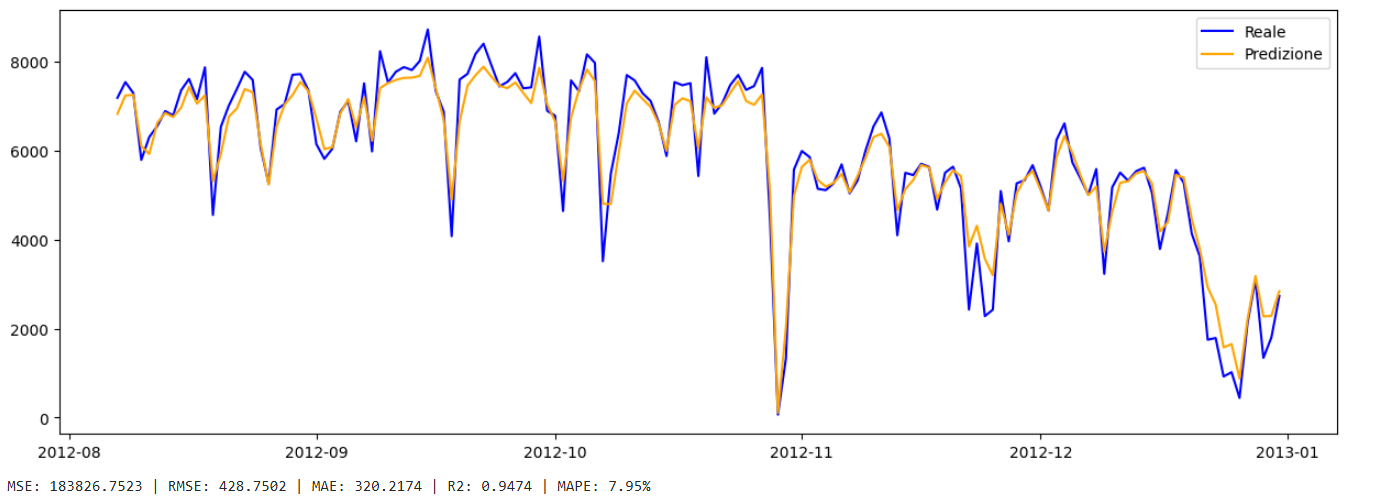 Reale
Predizione
8000
6000
4000
2000
0
2012-08 2012-09 2012-10 2012-11 2012-12 2013-01
MSE: 183826.7523 | RMSE: 428.7502 | MAE: 320.2174 | R2: 0.9474 | MAPE: 7.95%